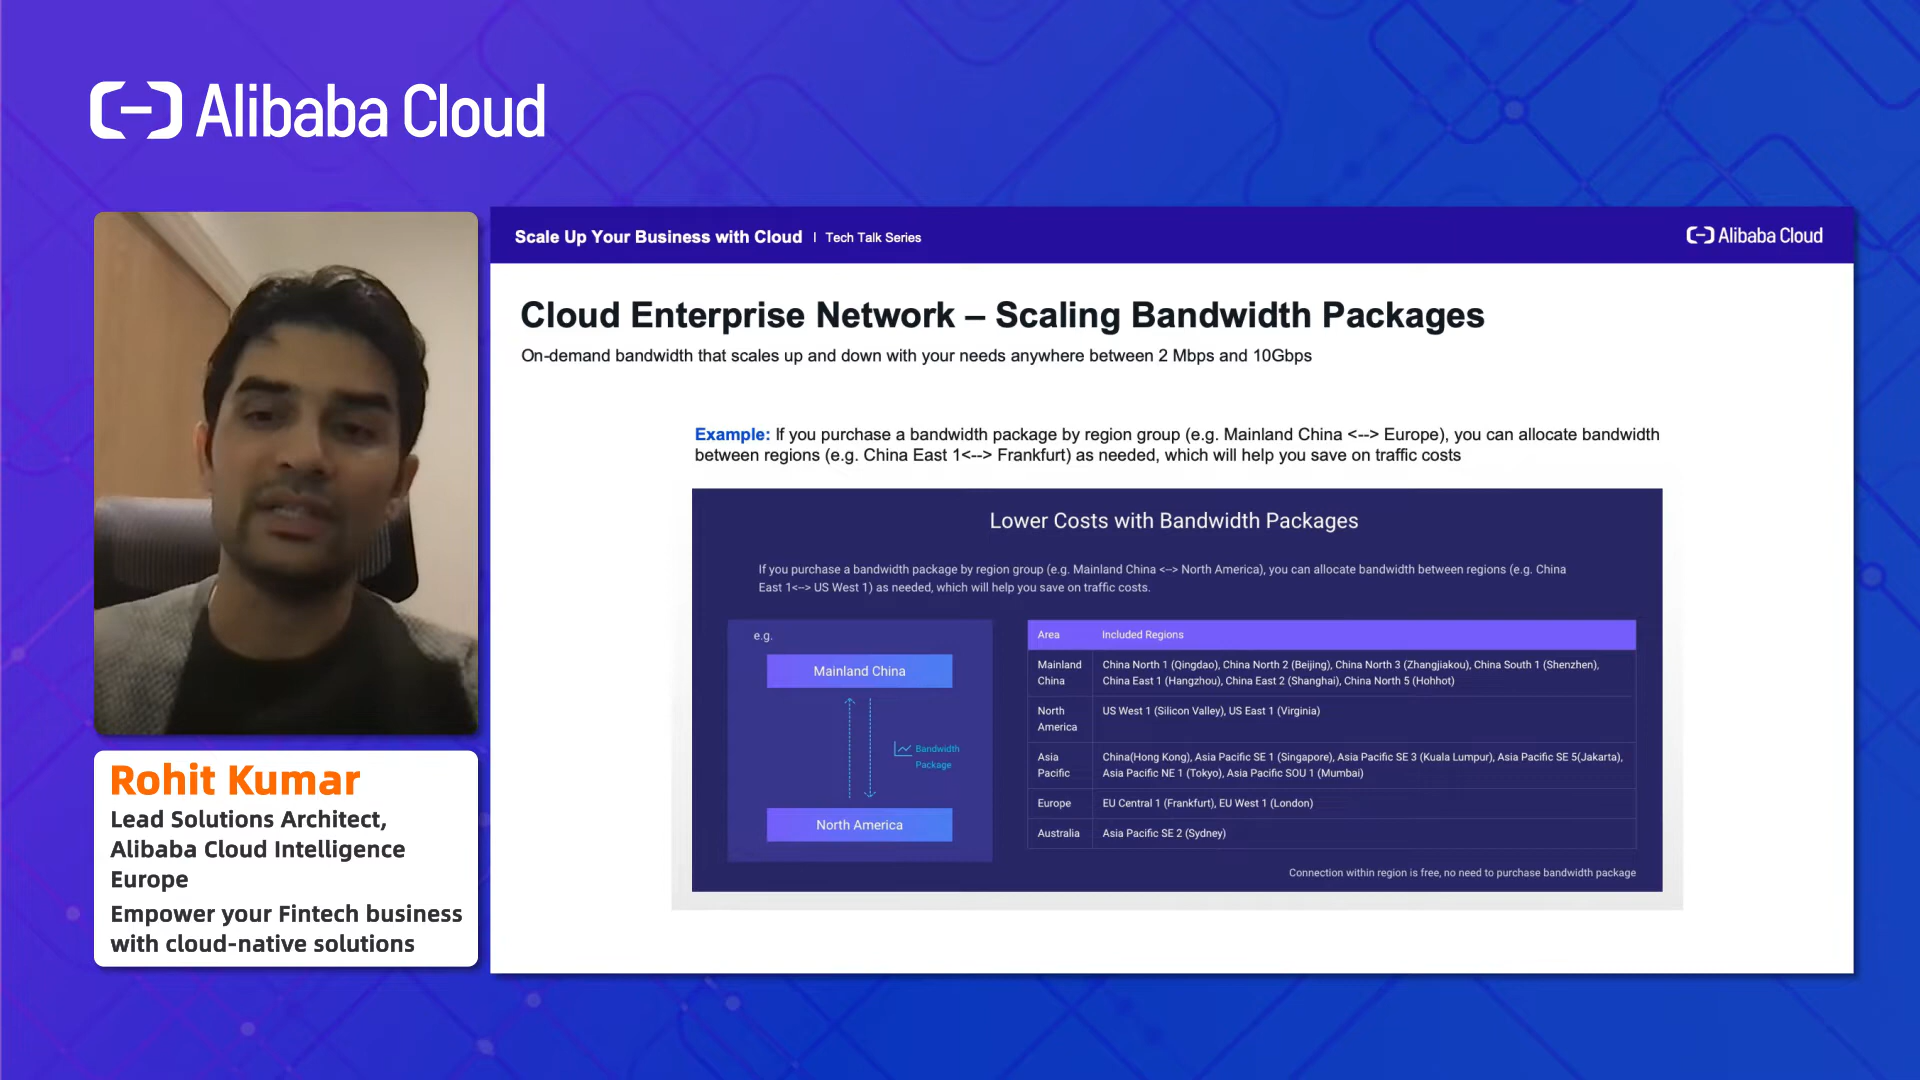 Alibaba Cloud
Scale Up Your Business with Cloud | Tech Talk Series
Alibaba Cloud
Cloud Enterprise Network – Scaling Bandwidth Packages
On-demand bandwidth that scales up and down with your needs anywhere between 2 Mbps and 10Gbps
Example: If you purchase a bandwidth package by region group (e.g. Mainland China <--> Europe), you can allocate bandwidth
between regions (e.g. China East 1<--> Frankfurt) as needed, which will help you save on traffic costs
Lower Costs with Bandwidth Packages
If you purchase a bandwidth package by region group (e.g. Mainland China <--> North America), you can allocate bandwidth between regions (e.g. China
East 1<--> US West 1) as needed, which will help you save on traffic costs.
e.g.
Mainland China
Bandwidth
Package
North America
Area Included Regions
Mainland
China
China North 1 (Qingdao), China North 2 (Beijing), China North 3 (Zhangjiakou), China South 1 (Shenzhen),
China East 1 (Hangzhou), China East 2 (Shanghai), China North 5 (Hohhot)
North
America
US West 1 (Silicon Valley), US East 1 (Virginia)
Asia
Pacific
China(Hong Kong), Asia Pacific SE 1 (Singapore), Asia Pacific SE 3 (Kuala Lumpur), Asia Pacific SE 5(Jakarta),
Asia Pacific NE 1 (Tokyo), Asia Pacific SOU 1 (Mumbai)
Europe EU Central 1 (Frankfurt), EU West 1 (London)
Australia Asia Pacific SE 2 (Sydney)
Connection within region is free, no need to purchase bandwidth package
Rohit Kumar
Lead Solutions Architect,
Alibaba Cloud Intelligence
Europe
Empower your Fintech business
with cloud-native solutions